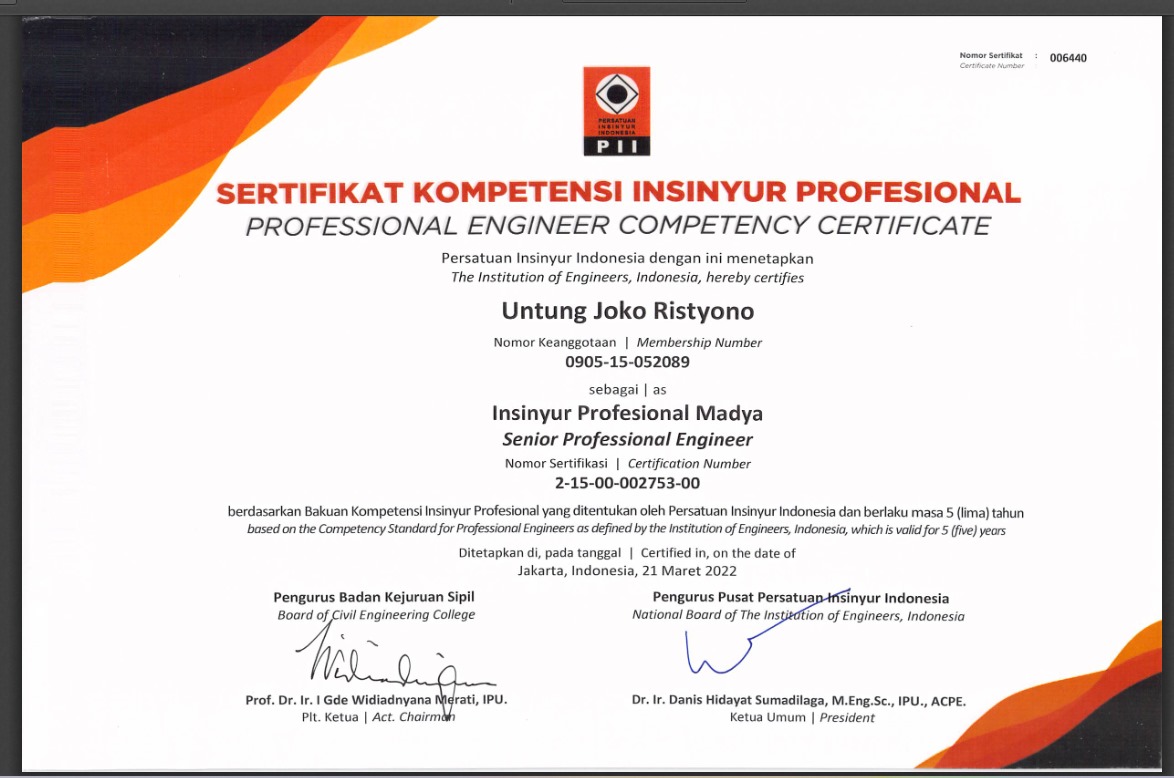 Nomor Sertifikat : 006440
Certificate Number
PERSATUAN
INSINYUR
INDONESIA
PII
SERTIFIKAT KOMPETENSI INSINYUR PROFESIONAL
PROFESSIONAL ENGINEER COMPETENCY CERTIFICATE
Persatuan Insinyur Indonesia dengan ini menetapkan
The Institution of Engineers, Indonesia, hereby certifies
Untung Joko Ristyono
Nomor Keanggotaan | Membership Number
0905-15-052089
sebagai | as
Insinyur Profesional Madya
Senior Professional Engineer
Nomor Sertifikasi | Certification Number
2-15-00-002753-00
berdasarkan Bakuan Kompetensi Insinyur Profesional yang ditentukan oleh Persatuan Insinyur Indonesia dan berlaku masa 5 (lima) tahun
based on the Competency Standard for Professional Engineers as defined by the Institution of Engineers, Indonesia, which is valid for 5 (five) years
Ditetapkan di, pada tanggal | Certified in, on the date of
Jakarta, Indonesia, 21 Maret 2022
Pengurus Badan Kejuruan Sipil
Board of Civil Engineering College
Prof. Dr. Ir. I Gde Widiadnyana Merati, IPU.
Plt. Ketua | Act. Chairman
Pengurus Pusat Persatuan Insinyur Indonesia
National Board of The Institution of Engineers, Indonesia
Dr. Ir. Danis Hidayat Sumadilaga, M.Eng.Sc., IPU., ACPE.
Ketua Umum | President